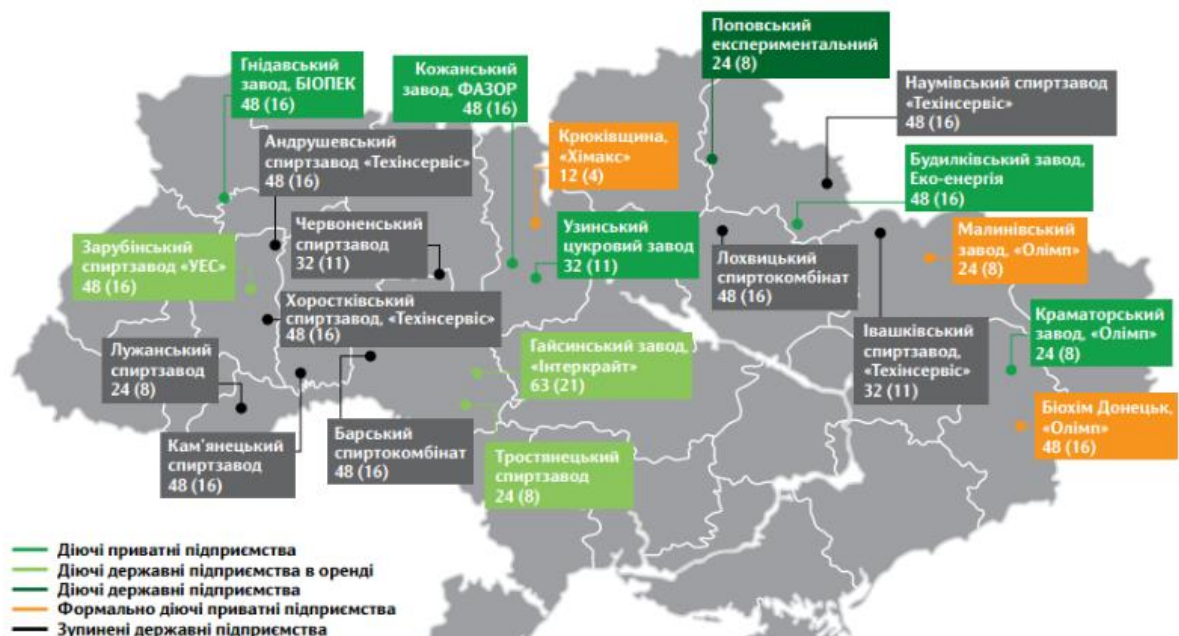 Гнідавський
завод, БІОПЕК
48 (16)
Кожанський
завод, ФАЗОР
48 (16)
Поповський
експериментальний
24 (8)
Наумівський спиртзавод
«Техінсервіс»
48 (16)
Андрушевський
спиртзавод «Техінсервіс»
48 (16)
Крюківщина,
«Хімакс»
12 (4)
Будилківський завод,
Еко-енергія
48 (16)
Зарубінський
спиртзавод «УЕС»
48 (16)
Червоненський
спиртзавод
32 (11)
Узинський
цукровий завод
32 (11)
Лохвицький
спиртокомбінат
48 (16)
Малинівський
завод, «Олімп»
24 (8)
Хоростківський
спиртзавод, «Техінсервіс»
48 (16)
Лужанський
спиртзавод
24 (8)
Гайсинський завод,
«Інтеркрайт»
63 (21)
Івашківський
спиртзавод,
«Техінсервіс»
32 (11)
Краматорський
завод, «Олімп»
24 (8)
Кам'янецький
спиртзавод
48 (16)
Барський
спиртокомбінат
48 (16)
Тростянецький
спиртзавод
24 (8)
Біохім Донецьк,
«Олімп»
48 (16)
Діючі приватні підприємства
Діючі державні підприємства в оренді
Діючі державні підприємства
Формально діючі приватні підприємства
Зупинені державні підприємства